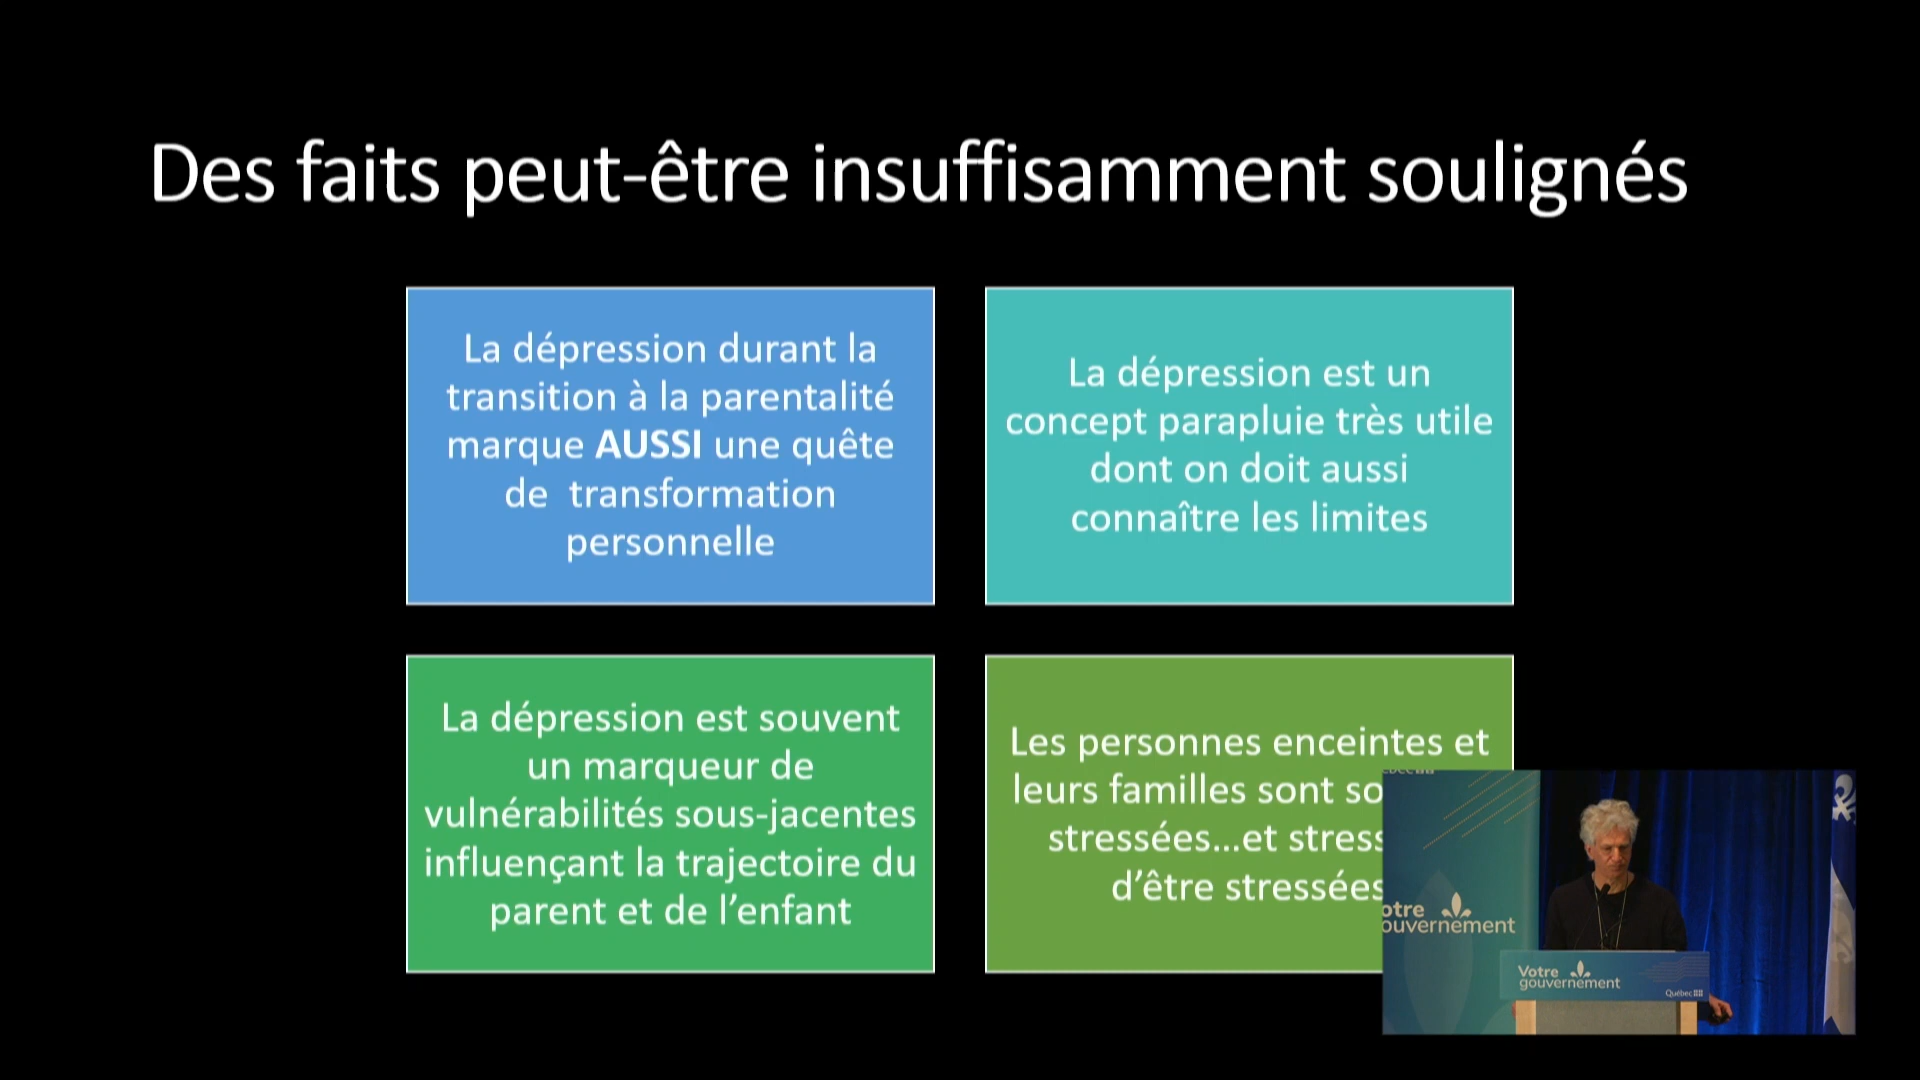 Des faits peut-être insuffisamment soulignés
La dépression durant la
transition à la parentalité
marque AUSSI une quête
de transformation
personnelle
La dépression est un
concept parapluie très utile
dont on doit aussi
connaître les limites
La dépression est souvent
un marqueur de
vulnérabilités sous-jacentes
influençant la trajectoire du
parent et de l’enfant
Les personnes enceintes et
leurs familles sont
stressées...et
d’être stressées
Votre
gouvernement
Québec